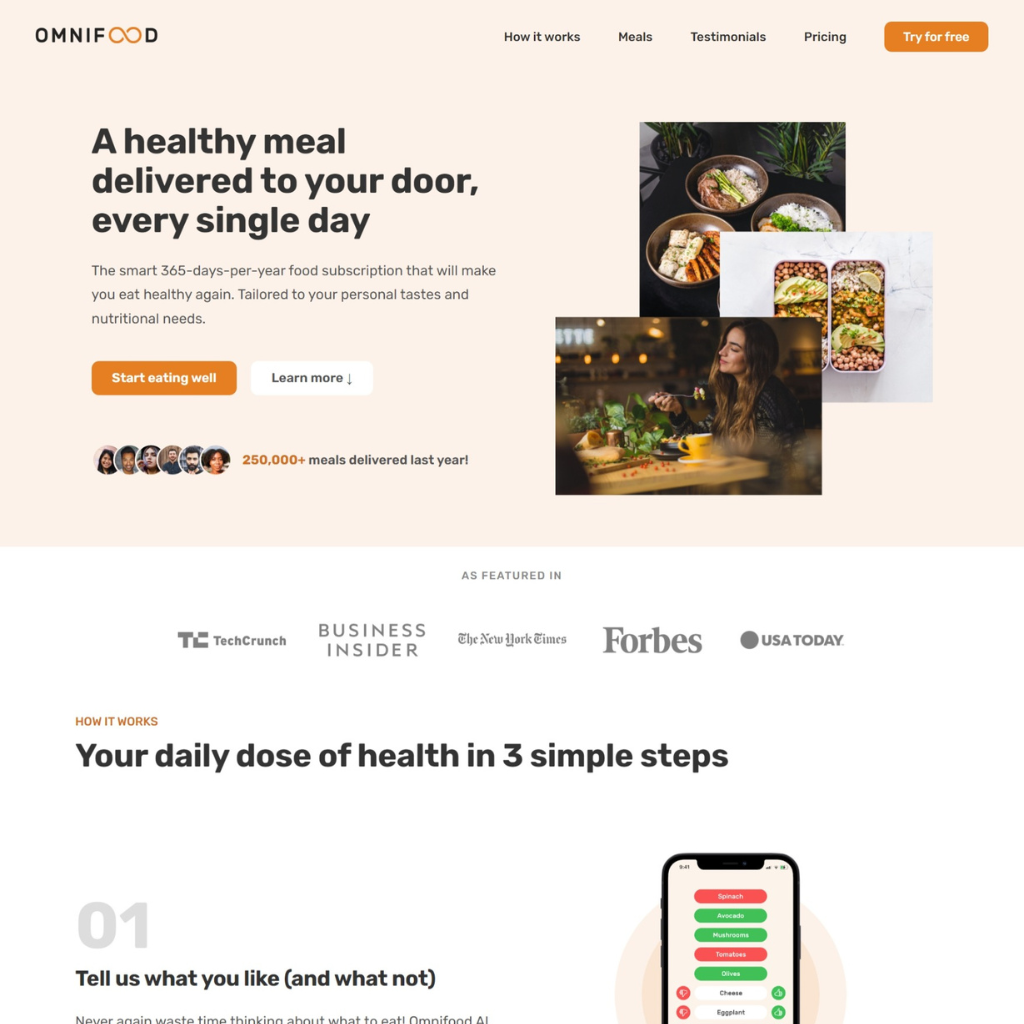 OMNIFOOD
How it works
Meals
Testimonials
Pricing
Try for free
A healthy meal
delivered to your door,
every single day
The smart 365-days-per-year food subscription that will make
you eat healthy again. Tailored to your personal tastes and
nutritional needs.
Start eating well
Learn more ↓
250,000+ meals delivered last year!
AS FEATURED IN
TC TechCrunch
BUSINESS
INSIDER
The New York Times
Forbes
USA TODAY
HOW IT WORKS
Your daily dose of health in 3 simple steps
01
Tell us what you like (and what not)
Never again waste time thinking about what to eat! Omnifood AI
9:41
Spinach
Avocado
Mushrooms
Tomatoes
Olives
Cheese
Eggplant